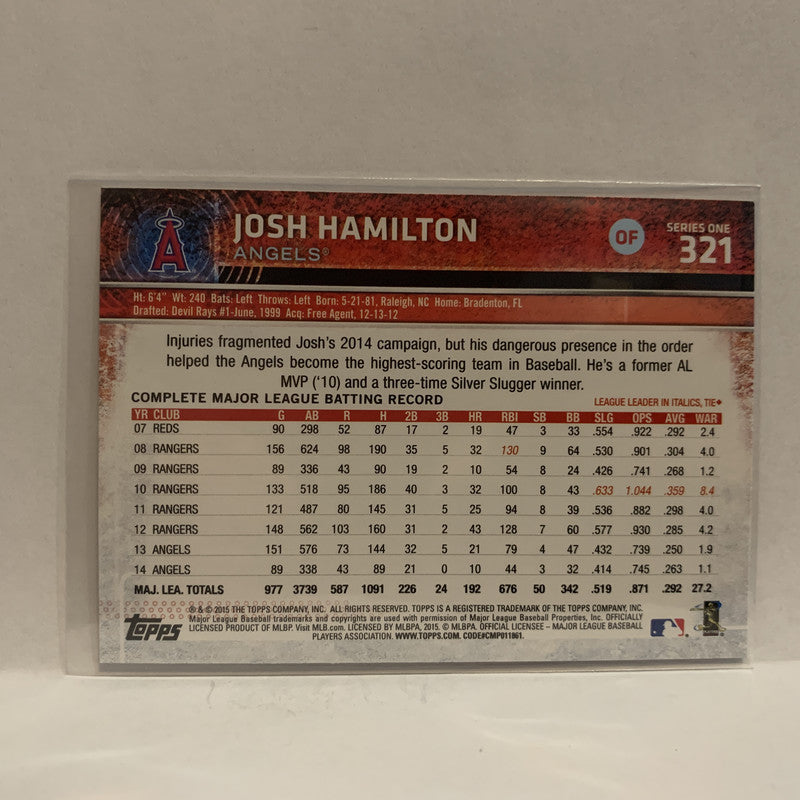 A
JOSH HAMILTON
ANGELS®
OF
SERIES ONE
321
Ht: 6'4" Wt: 240 Bats: Left Throws: Left Born: 5-21-81, Raleigh, NC Home: Bradenton, FL
Drafted: Devil Rays #1-June, 1999 Acq: Free Agent, 12-13-12
Injuries fragmented Josh's 2014 campaign, but his dangerous presence in the order
helped the Angels become the highest-scoring team in Baseball. He's a former AL
MVP ('10) and a three-time Silver Slugger winner.
COMPLETE MAJOR LEAGUE BATTING RECORD LEAGUE LEADER IN ITALICS, TIE♦
YR CLUB G AB R H 2B 3B HR RBI SB BB SLG OPS AVG WAR
07 REDS 90 298 52 87 17 2 19 47 3 33 .554 .922 .292 2.4
08 RANGERS 156 624 98 190 35 5 32 130 9 64 .530 .901 .304 4.0
09 RANGERS 89 336 43 90 19 2 10 54 8 24 .426 .741 .268 1.2
10 RANGERS 133 518 95 186 40 3 32 100 8 43 .633 1.044 .359 8.4
11 RANGERS 121 487 80 145 31 5 25 94 8 39 .536 .882 .298 4.0
12 RANGERS 148 562 103 160 31 2 43 128 7 60 .577 .930 .285 4.2
13 ANGELS 151 576 73 144 32 5 21 79 4 47 .432 .739 .250 1.9
14 ANGELS 89 338 43 89 21 0 10 44 3 32 .414 .745 .263 1.1
MAJ. LEA. TOTALS 977 3739 587 1091 226 24 192 676 50 342 .519 .871 .292 27.2
® & © 2015 THE TOPPS COMPANY, INC. ALL RIGHTS RESERVED. TOPPS IS A REGISTERED TRADEMARK OF THE TOPPS COMPANY, INC.
Major League Baseball trademarks and copyrights are used with permission of Major League Baseball Properties, Inc. OFFICIALLY
LICENSED PRODUCT OF MLBP. Visit MLB.com. LICENSED BY MLBPA, 2015. © MLBPA. OFFICIAL LICENSEE – MAJOR LEAGUE BASEBALL
PLAYERS ASSOCIATION. WWW.TOPPS.COM. CODE#CMP011861.
Topps